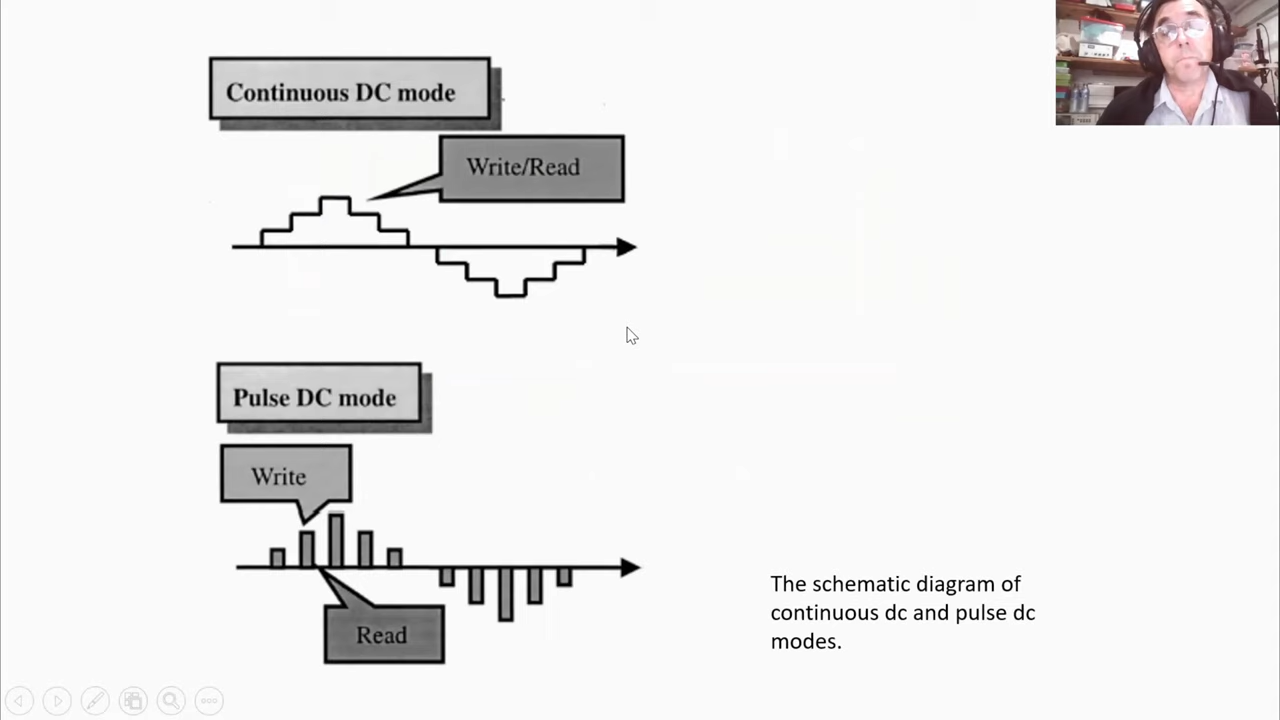 Continuous DC mode
Write/Read
Pulse DC mode
Write
Read
The schematic diagram of
continuous dc and pulse dc
modes.